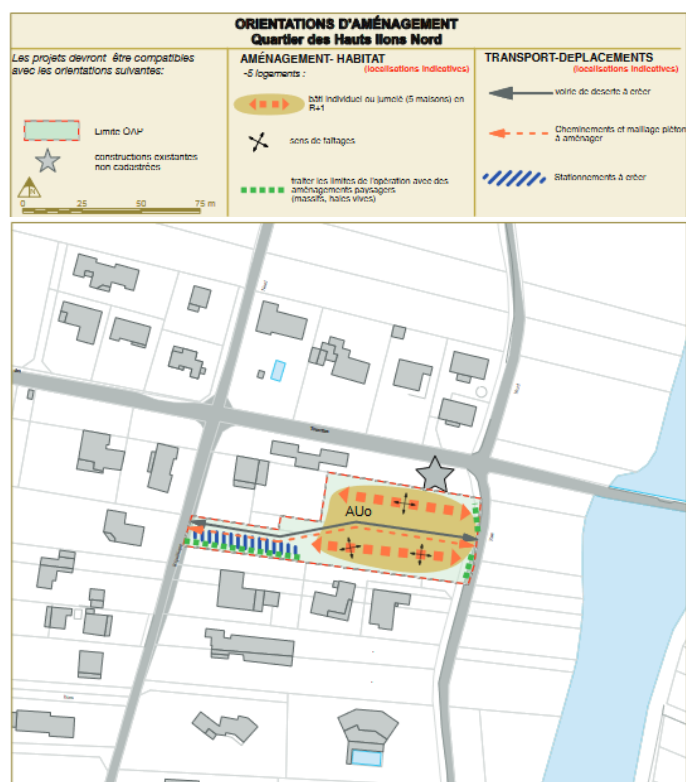 ORIENTATIONS D'AMÉNAGEMENT
Quartier des Hauts Ilons Nord
Les projets devront être compatibles
avec les orientations suivantes:
Limite OAP
constructions existantes
non cadastrées
N
0 25 50 75 m
AMÉNAGEMENT- HABITAT
(localisations indicatives)
-5 logements :
bâti individuel ou jumelé (5 maisons) en
R+1
sens de faîtages
traiter les limites de l'opération avec des
aménagements paysagers
(massifs, haies vives)
TRANSPORT-DéPLACEMéNTS
(localisations indicatives)
voirie de desserte à créer
Cheminements et maillage piéton
à aménager
Stationnements à créer
AUo